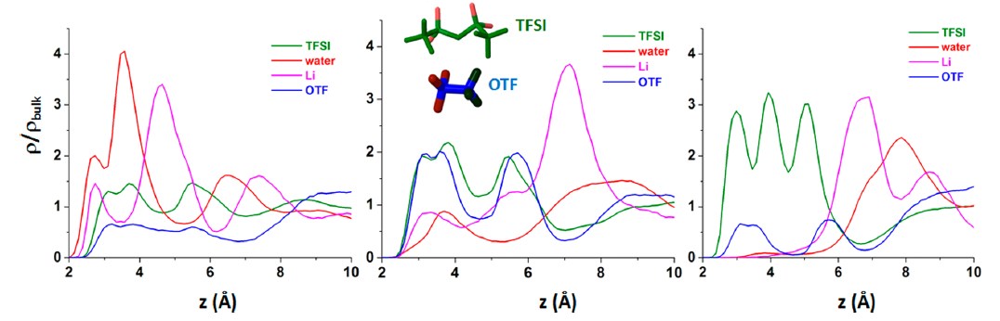 ρ/ρbulk
4
3
2
1
0
2 4 6 8 10
z (Å)
TFSI
water
Li
OTF
4
3
2
1
0
2 4 6 8 10
z (Å)
TFSI
OTF
TFSI
water
Li
OTF
4
3
2
1
0
2 4 6 8 10
z (Å)
TFSI
water
Li
OTF